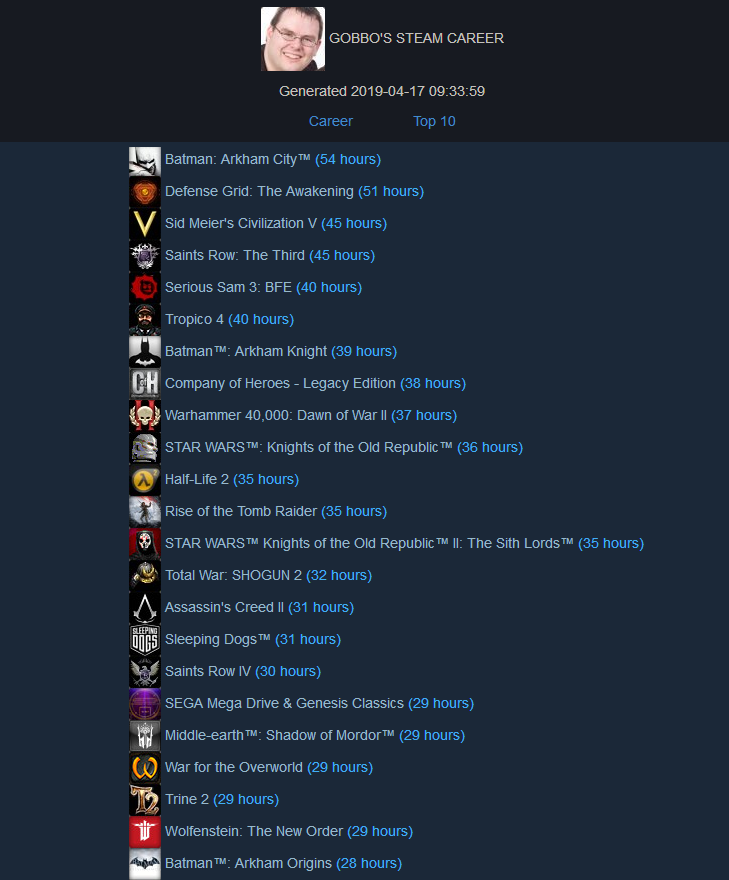 GOBBO'S STEAM CAREER
Generated 2019-04-17 09:33:59
Career Top 10
Batman: Arkham City™ (54 hours)
Defense Grid: The Awakening (51 hours)
Sid Meier's Civilization V (45 hours)
Saints Row: The Third (45 hours)
Serious Sam 3: BFE (40 hours)
Tropico 4 (40 hours)
Batman™: Arkham Knight (39 hours)
CH Company of Heroes - Legacy Edition (38 hours)
Warhammer 40,000: Dawn of War II (37 hours)
STAR WARS™: Knights of the Old Republic™ (36 hours)
Half-Life 2 (35 hours)
Rise of the Tomb Raider (35 hours)
STAR WARS™ Knights of the Old Republic™ II: The Sith Lords™ (35 hours)
Total War: SHOGUN 2 (32 hours)
Assassin's Creed II (31 hours)
SLEEPING DOGS Sleeping Dogs™ (31 hours)
Saints Row IV (30 hours)
SEGA Mega Drive & Genesis Classics (29 hours)
Middle-earth™: Shadow of Mordor™ (29 hours)
War for the Overworld (29 hours)
T2 Trine 2 (29 hours)
Wolfenstein: The New Order (29 hours)
Batman™: Arkham Origins (28 hours)